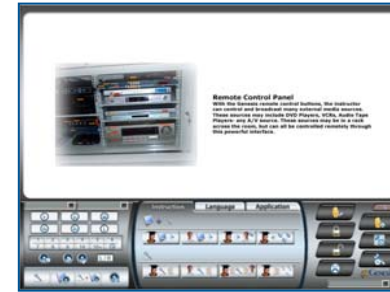 Remote Control Panel
With the Genesis remote control buttons, the instructor
can control and broadcast many external media sources.
These sources may include DVD Players, VCRs, Audio Tape
Players- any A/V source. These sources may be in a rack
across the room, but can all be controlled remotely through
this powerful interface.
Instruction Language Application